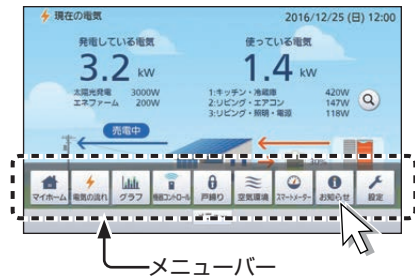 現在の電気 2016/12/25 (日) 12:00
発電している電気 使っている電気
3.2 kW 1.4 kW
太陽光発電 3000W
エネファーム 200W
1:キッチン・冷蔵庫 420W
2:リビング・エアコン 147W
3:リビング・照明・電源 118W
売電中
マイホーム 電気の流れ グラフ 機器コントロール 戸締り 空気環境 スマートメーター お知らせ 設定
メニューバー